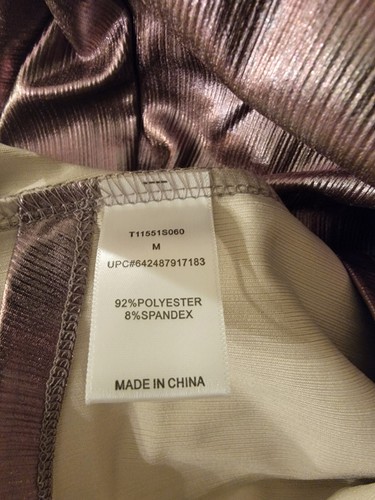 T11551S060
M
UPC#642487917183
92%POLYESTER
8%SPANDEX
MADE IN CHINA